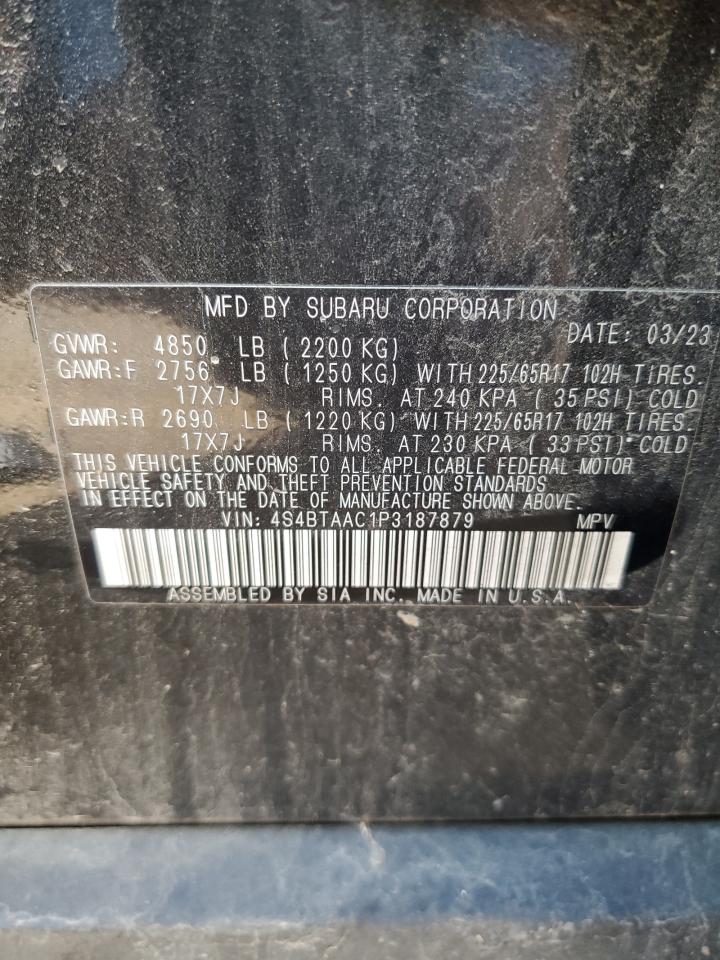 MFD BY SUBARU CORPORATION
DATE: 03/23
GVWR: 4850 LB ( 2200 KG)
GAWR:F 2756 LB ( 1250 KG) WITH 225/65R17 102H TIRES.
17X7J RIMS. AT 240 KPA ( 35 PSI) COLD
GAWR:R 2690 LB ( 1220 KG) WITH 225/65R17 102H TIRES.
17X7J RIMS. AT 230 KPA ( 33 PSI) COLD
THIS VEHICLE CONFORMS TO ALL APPLICABLE FEDERAL MOTOR
VEHICLE SAFETY AND THEFT PREVENTION STANDARDS
IN EFFECT ON THE DATE OF MANUFACTURE SHOWN ABOVE.
VIN: 4S4BTAAC1P3187879 MPV
ASSEMBLED BY SIA INC. MADE IN U.S.A.